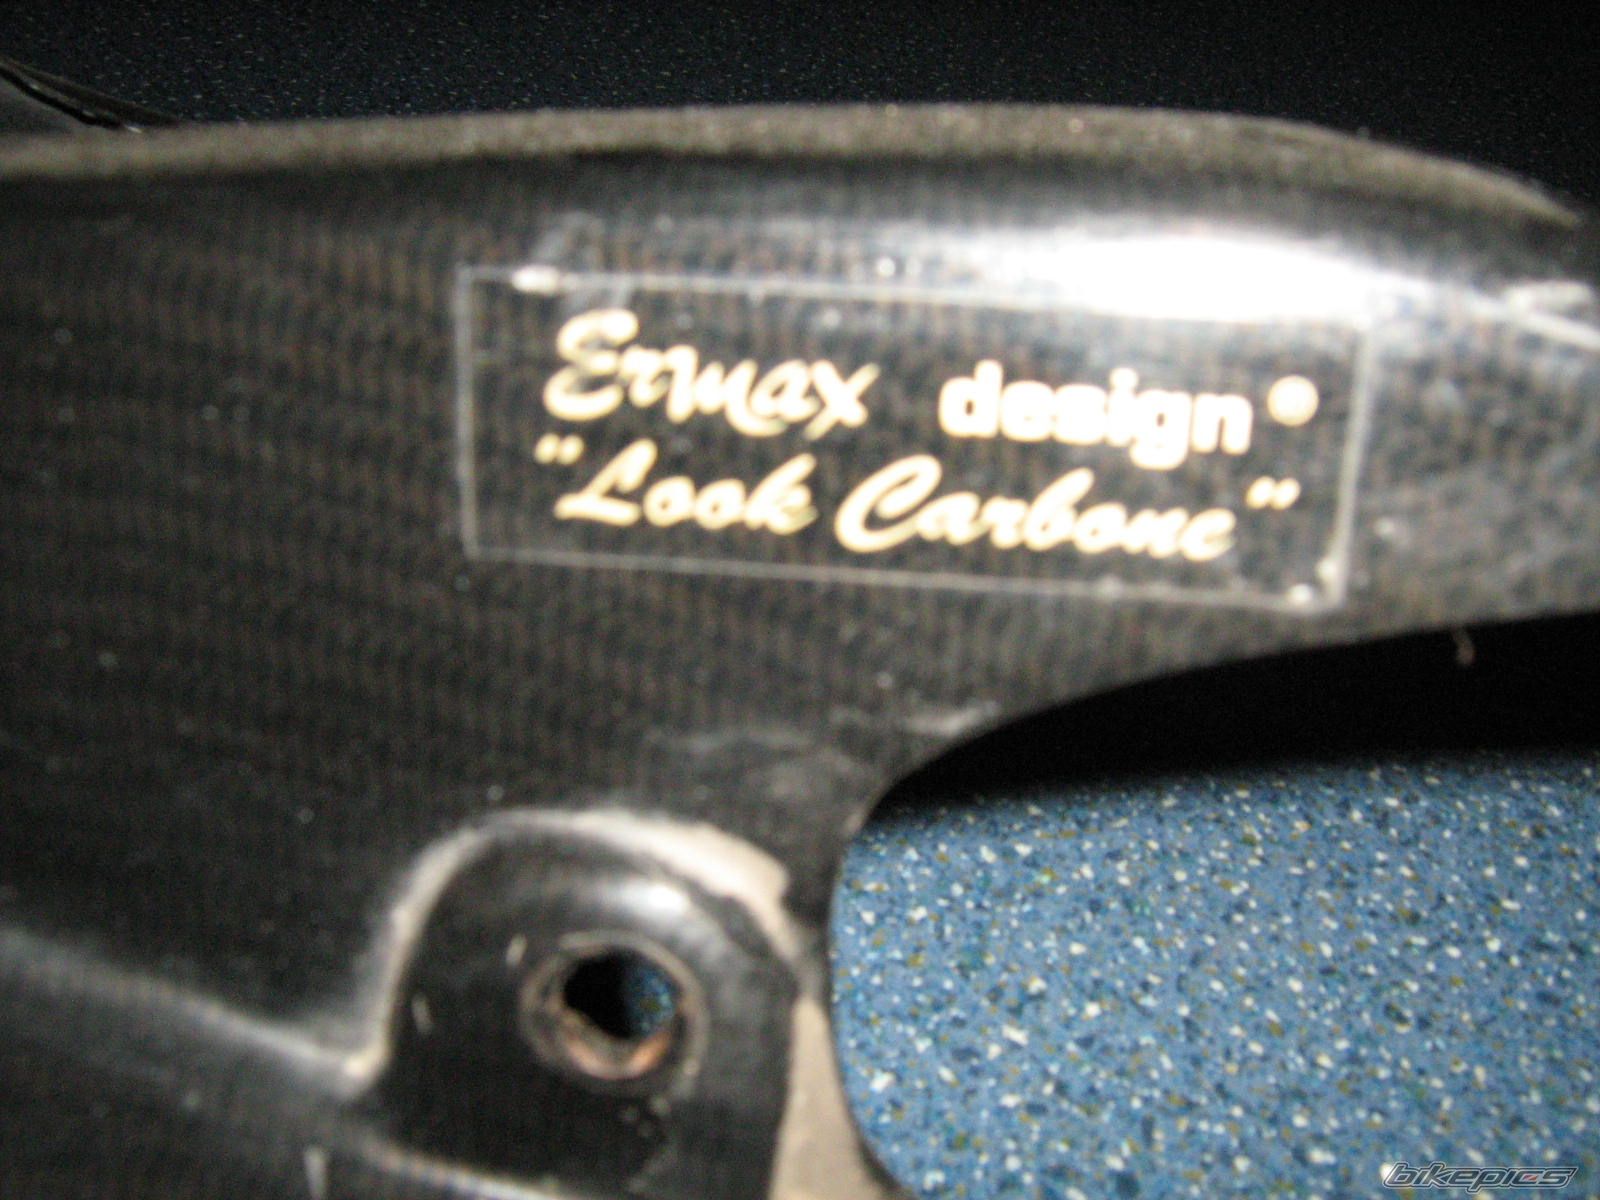 Ermax design®
"Look Carbone"
bikepics